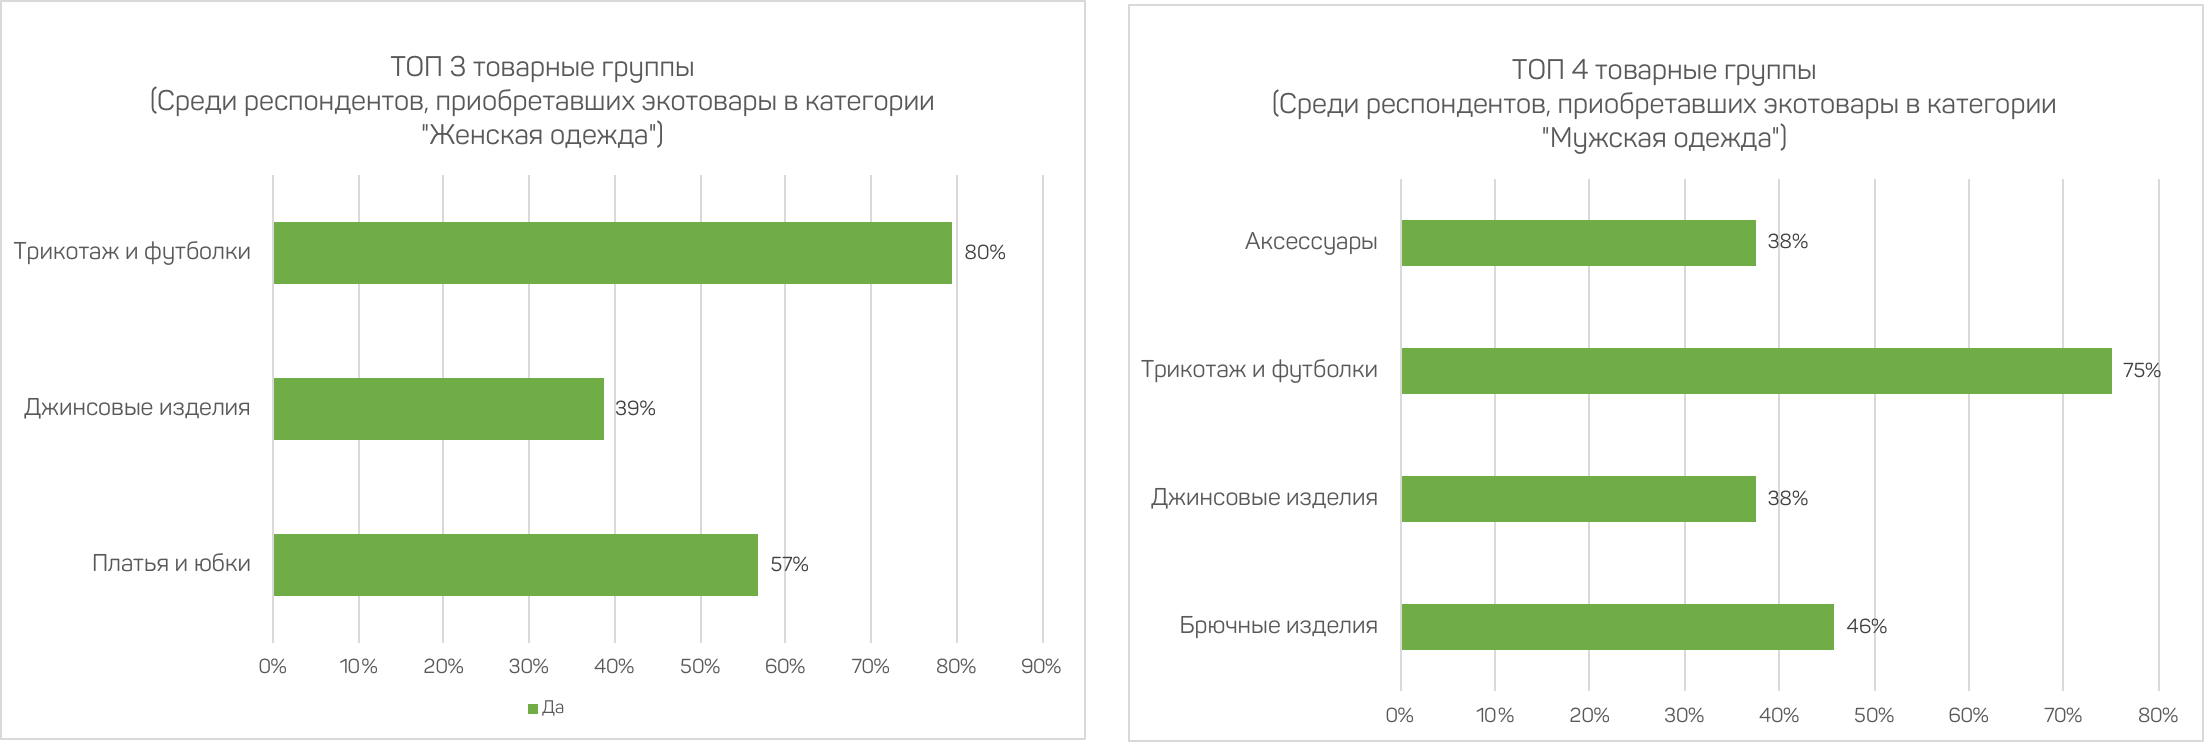 ТОП 3 товарные группы
(Среди респондентов, приобретавших экотовары в категории
"Женская одежда")
Трикотаж и футболки
80%
Джинсовые изделия
39%
Платья и юбки
57%
0% 10% 20% 30% 40% 50% 60% 70% 80% 90%
Да
ТОП 4 товарные группы
(Среди респондентов, приобретавших экотовары в категории
"Мужская одежда")
Аксессуары
38%
Трикотаж и футболки
75%
Джинсовые изделия
38%
Брючные изделия
46%
0% 10% 20% 30% 40% 50% 60% 70% 80%